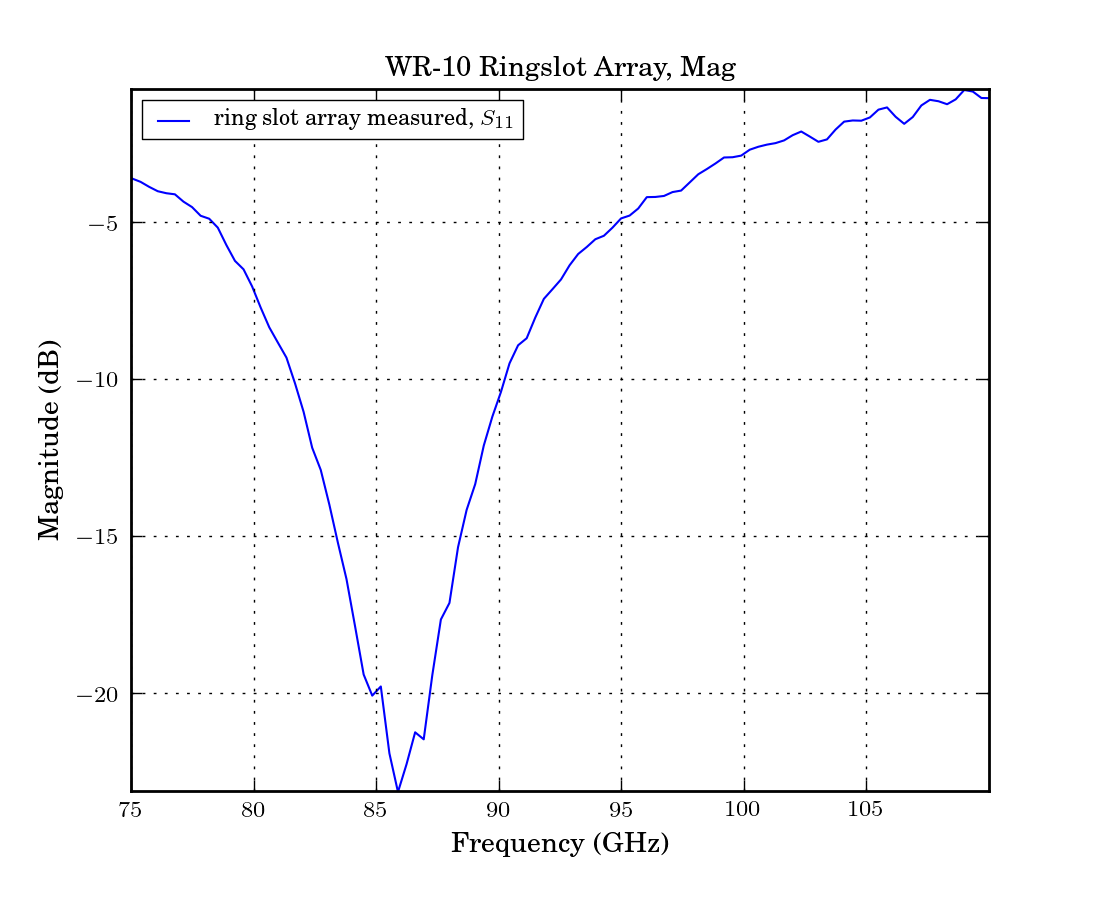 WR-10 Ringslot Array, Mag
ring slot array measured, S₁₁
−5
−10
−15
−20
Magnitude (dB)
75 80 85 90 95 100 105
Frequency (GHz)